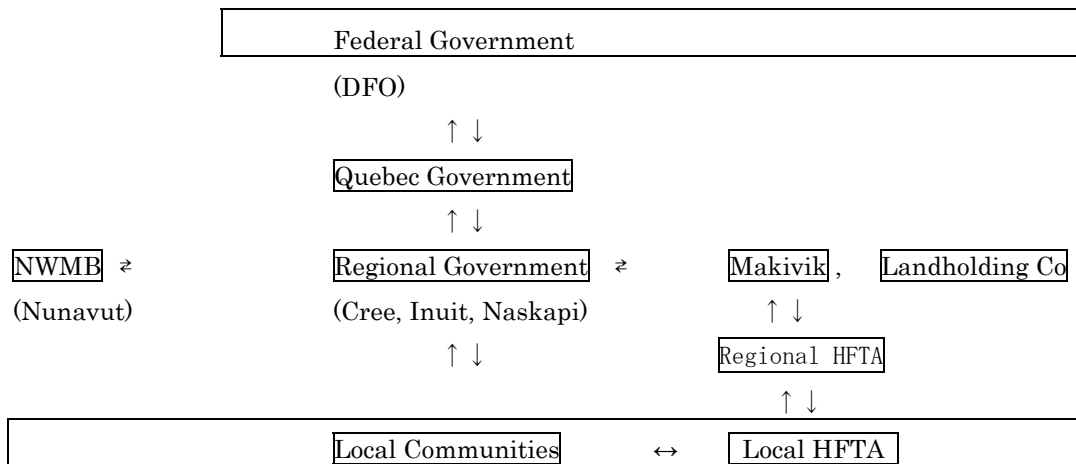 Federal Government
(DFO)
↑ ↓
Quebec Government
↑ ↓
NWMB ⇄ Regional Government ⇄ Makivik , Landholding Co
(Nunavut) (Cree, Inuit, Naskapi) ↑ ↓
↑ ↓ Regional HFTA
↑ ↓
Local Communities ↔ Local HFTA